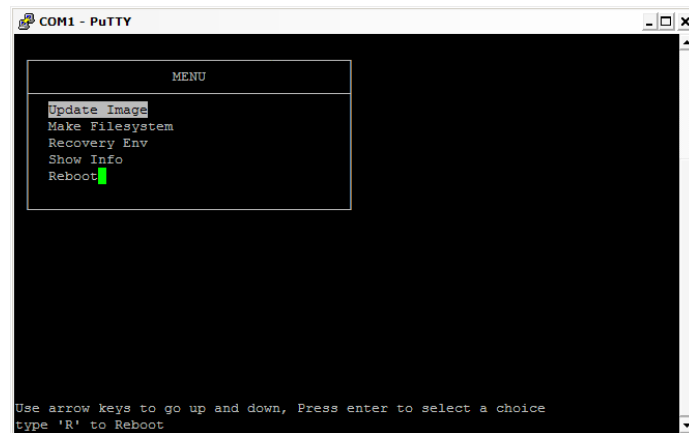 COM1 - PuTTY
MENU
Update Image
Make Filesystem
Recovery Env
Show Info
Reboot
Use arrow keys to go up and down, Press enter to select a choice
type 'R' to Reboot